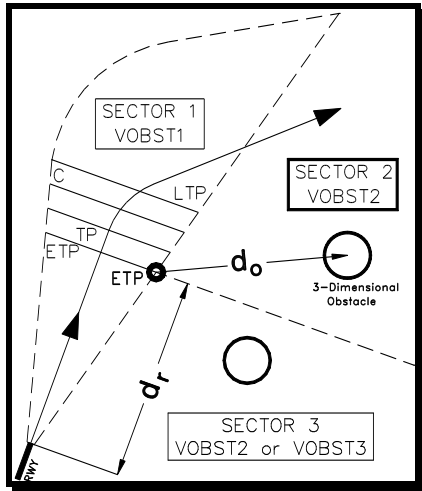 SECTOR 1
VOBST1
SECTOR 2
VOBST2
C
LTP
TP
ETP
ETP
do
3-Dimensional
Obstacle
dr
SECTOR 3
VOBST2 or VOBST3
RWY